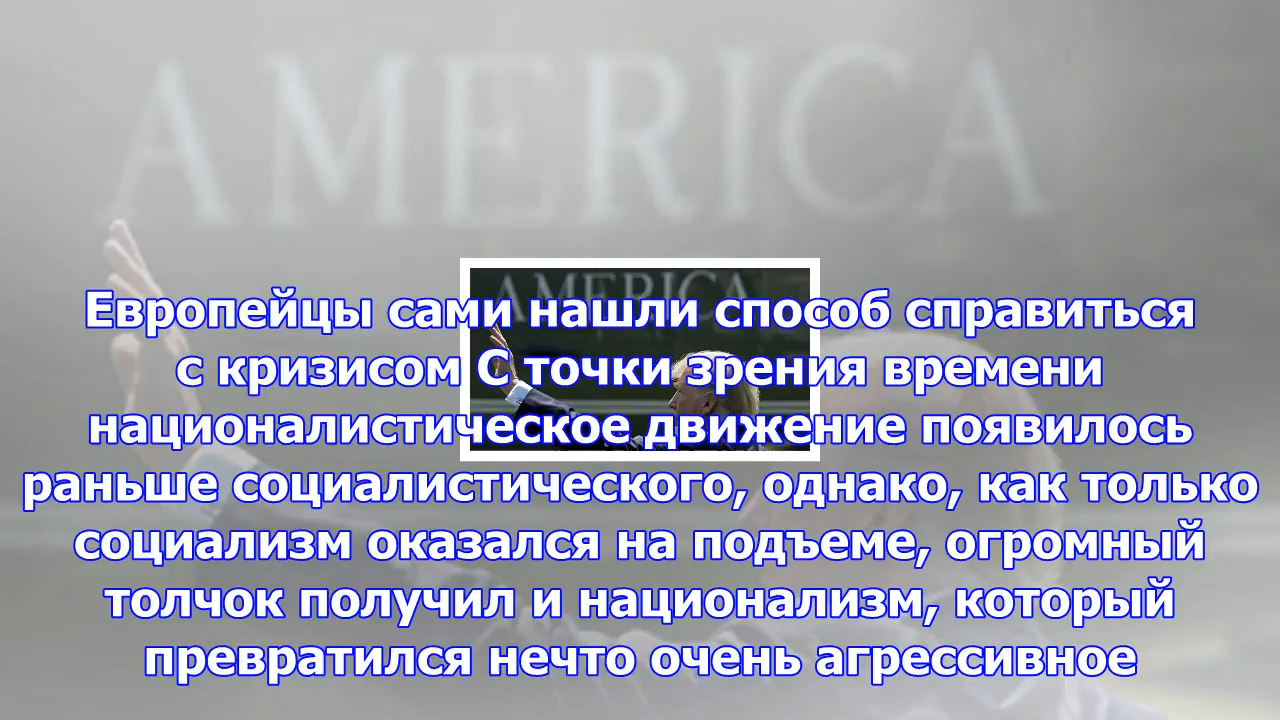 AMERICA
AMERICA
Европейцы сами нашли способ справиться
с кризисом С точки зрения времени
националистическое движение появилось
раньше социалистического, однако, как только
социализм оказался на подъеме, огромный
толчок получил и национализм, который
превратился нечто очень агрессивное